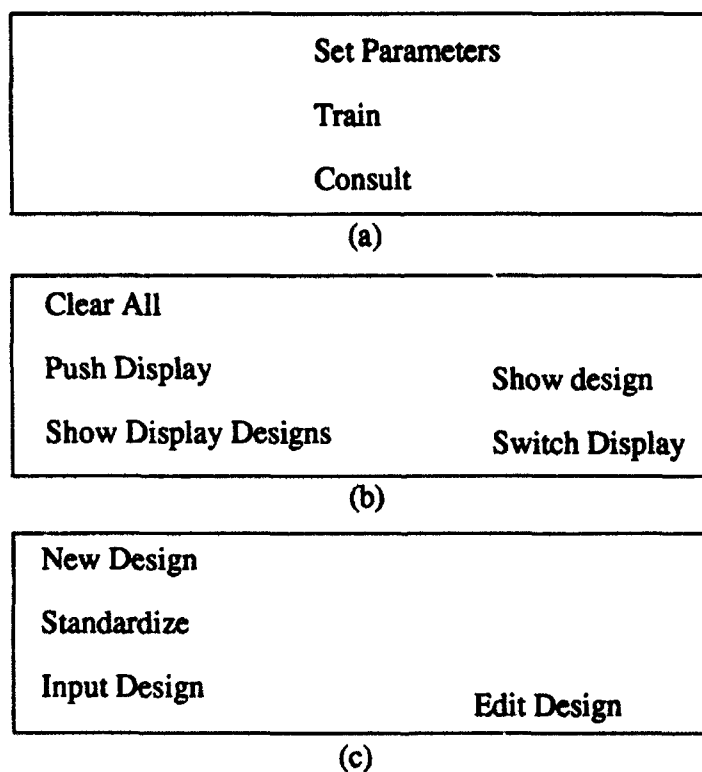 Set Parameters
Train
Consult
(a)
Clear All
Push Display
Show design
Show Display Designs
Switch Display
(b)
New Design
Standardize
Input Design
Edit Design
(c)